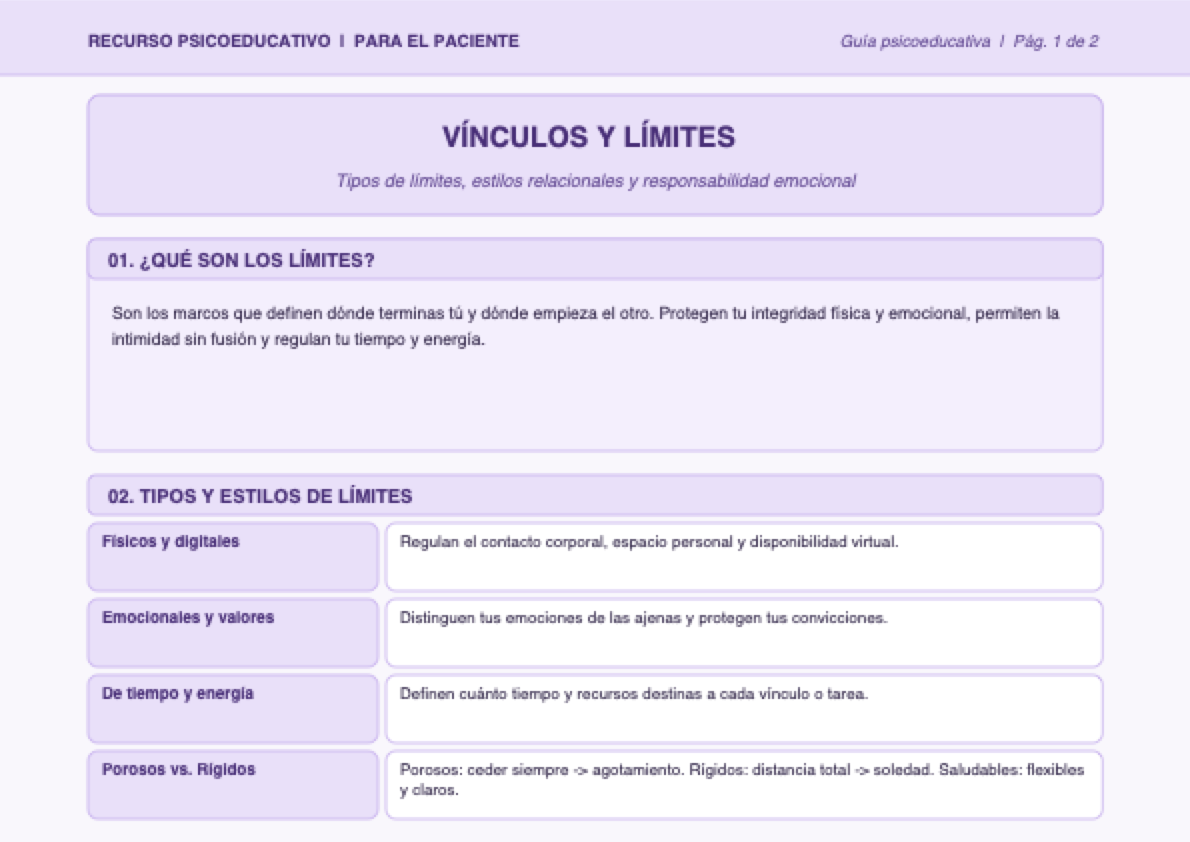 RECURSO PSICOEDUCATIVO | PARA EL PACIENTE
Guía psicoeducativa | Pág. 1 de 2
VÍNCULOS Y LÍMITES
Tipos de límites, estilos relacionales y responsabilidad emocional
01. ¿QUÉ SON LOS LÍMITES?
Son los marcos que definen dónde terminas tú y dónde empieza el otro. Protegen tu integridad física y emocional, permiten la
intimidad sin fusión y regulan tu tiempo y energía.
02. TIPOS Y ESTILOS DE LÍMITES
Físicos y digitales
Regulan el contacto corporal, espacio personal y disponibilidad virtual.
Emocionales y valores
Distinguen tus emociones de las ajenas y protegen tus convicciones.
De tiempo y energía
Definen cuánto tiempo y recursos destinas a cada vínculo o tarea.
Porosos vs. Rígidos
Porosos: ceder siempre -> agotamiento. Rígidos: distancia total -> soledad. Saludables: flexibles
y claros.